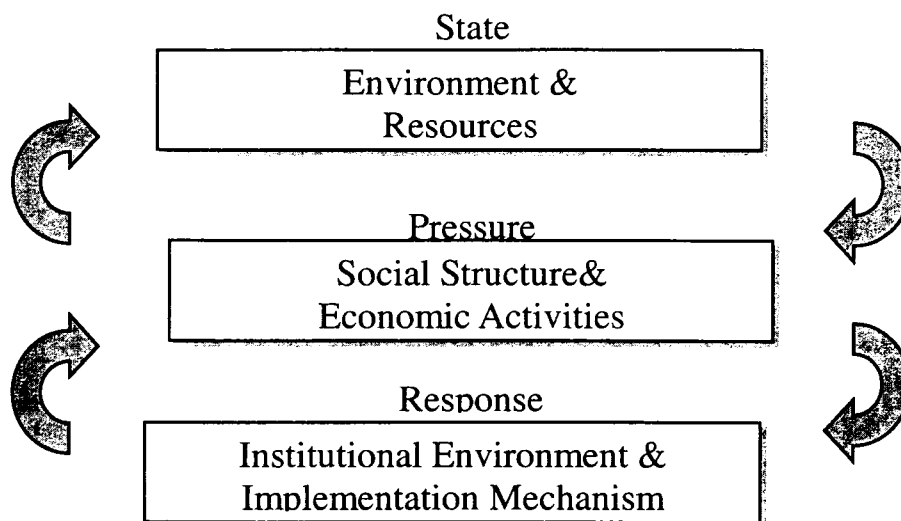 State
Environment &
Resources
Pressure
Social Structure&
Economic Activities
Response
Institutional Environment &
Implementation Mechanism